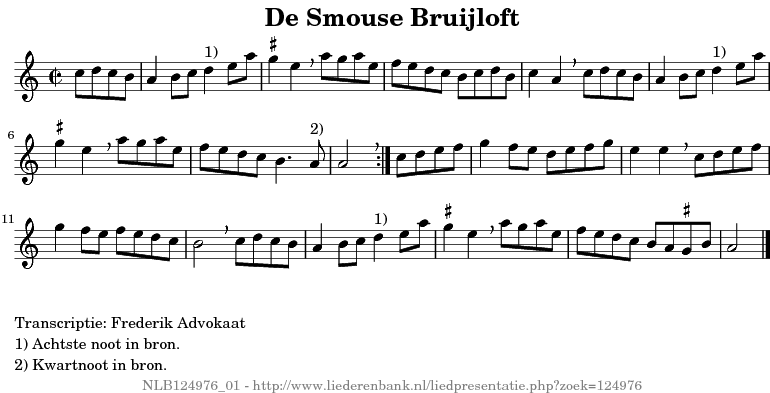 De Smouse Bruijloft
1) 1)
6 2)
11 1)
Transcriptie: Frederik Advokaat
1) Achtste noot in bron.
2) Kwartnoot in bron.
NLB124976_01 - http://www.liederenbank.nl/liedpresentatie.php?zoek=124976